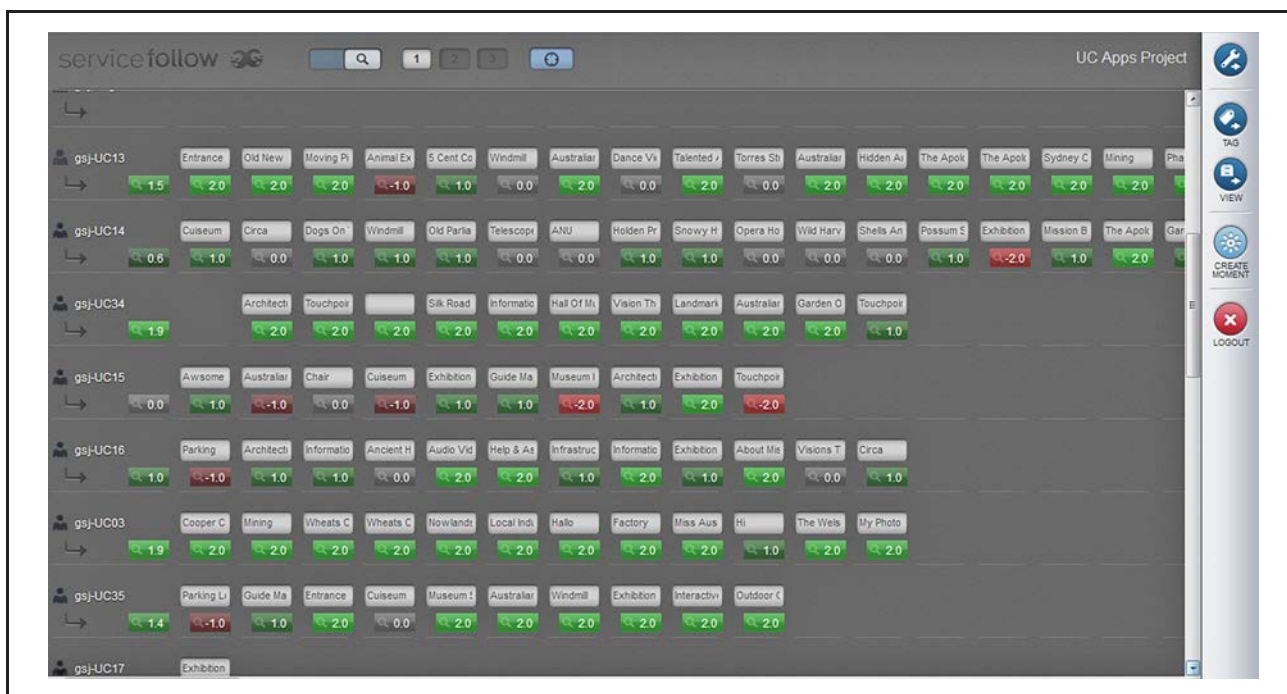 servicefollow 1 2 3 UC Apps Project
TAG
VIEW
CREATE MOMENT
LOGOUT
gsj-UC13 Entrance Old New Moving Pi Animal Ex 5 Cent Co Windmill Australiar Dance Vi Talented Torres Str Australiar Hidden Ar The Apok The Apok Sydney C Mining Pha
1.5 2.0 2.0 2.0 -1.0 1.0 0.0 2.0 0.0 2.0 0.0 2.0 2.0 2.0 2.0 2.0 2.0
gsj-UC14 Cuiseum Circa Dogs On Windmill Old Parlia Telescope ANU Holden Pr Snowy H Opera Ho Wild Harv Shells An Possum S Exhibition Mission B The Apok Gar
0.6 1.0 0.0 1.0 1.0 1.0 0.0 0.0 1.0 1.0 0.0 0.0 0.0 1.0 -2.0 1.0 2.0
gsj-UC34 Architecti Touchpoir Silk Road Informatic Hall Of Mu Vision Th Landmark Australiar Garden O Touchpoir
1.9 2.0 2.0 2.0 2.0 2.0 2.0 2.0 2.0 2.0 2.0 1.0
gsj-UC15 Awsome Australiar Chair Cuiseum Exhibition Guide Ma Museum I Architecti Exhibition Touchpoir
0.0 1.0 -1.0 0.0 -1.0 1.0 1.0 -2.0 1.0 2.0 -2.0
gsj-UC16 Parking Architecti Informatio Ancient H Audio Vid Help & As Infrastruc Informatio Exhibition About Mis Visions T Circa
1.0 -1.0 1.0 1.0 0.0 2.0 2.0 1.0 2.0 1.0 2.0 0.0 1.0
gsj-UC03 Cooper C Mining Wheats C Wheats C Nowlands Local Indu Hallo Factory Miss Aus Hi The Wels My Photo
1.9 2.0 2.0 2.0 2.0 2.0 2.0 2.0 2.0 2.0 1.0 2.0 2.0
gsj-UC35 Parking Lo Guide Ma Entrance Cuiseum Museum S Australiar Windmill Exhibition Interactive Outdoor C
1.4 -1.0 1.0 2.0 0.0 2.0 2.0 2.0 2.0 2.0 2.0
gsj-UC17 Exhibition